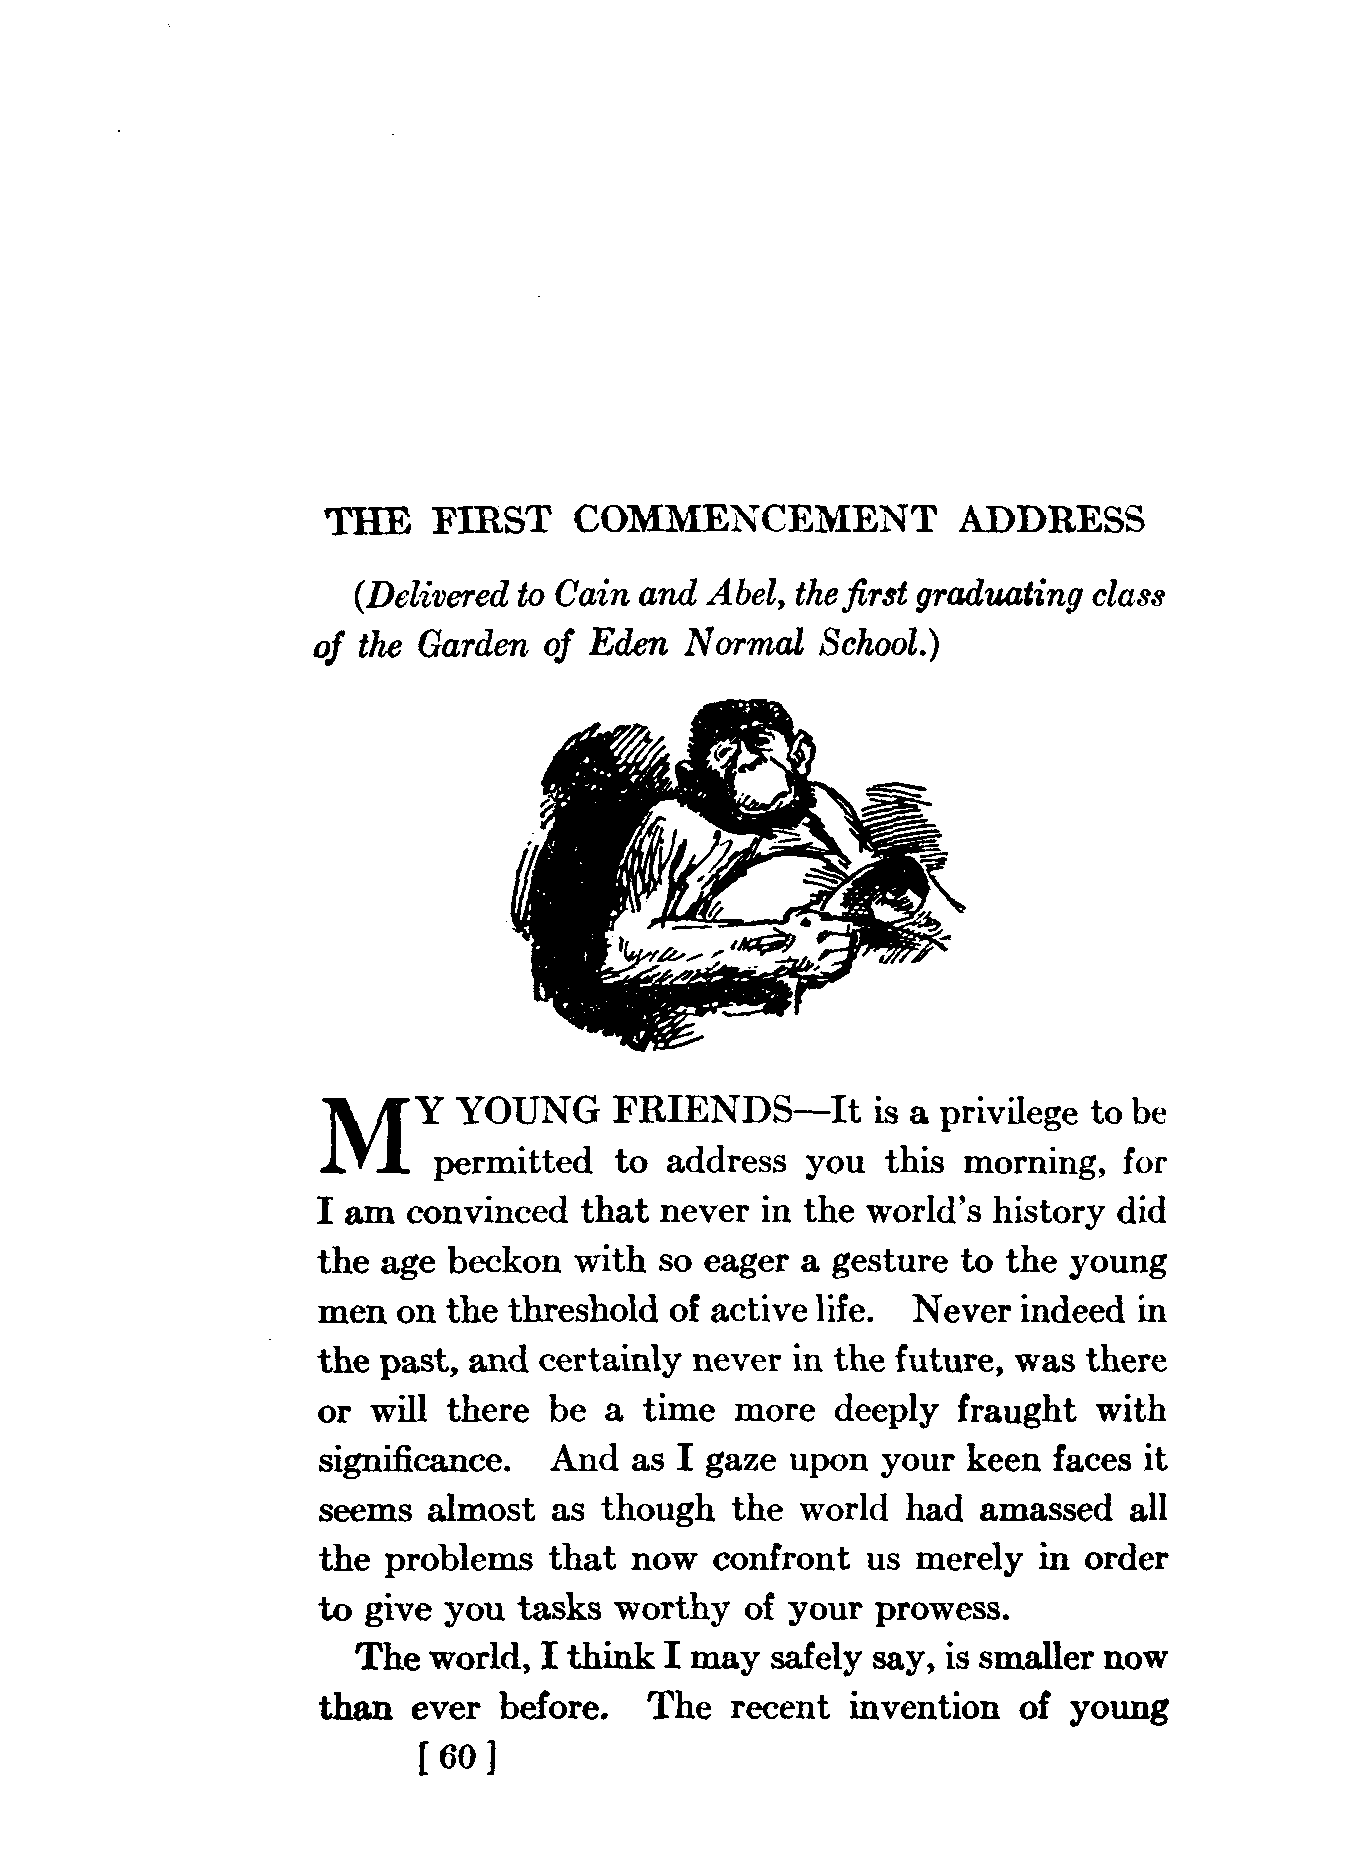 THE FIRST COMMENCEMENT ADDRESS
(Delivered to Cain and Abel, the first graduating class
of the Garden of Eden Normal School.)
MY YOUNG FRIENDS—It is a privilege to be
permitted to address you this morning, for
I am convinced that never in the world's history did
the age beckon with so eager a gesture to the young
men on the threshold of active life. Never indeed in
the past, and certainly never in the future, was there
or will there be a time more deeply fraught with
significance. And as I gaze upon your keen faces it
seems almost as though the world had amassed all
the problems that now confront us merely in order
to give you tasks worthy of your prowess.
The world, I think I may safely say, is smaller now
than ever before. The recent invention of young
[ 60 ]